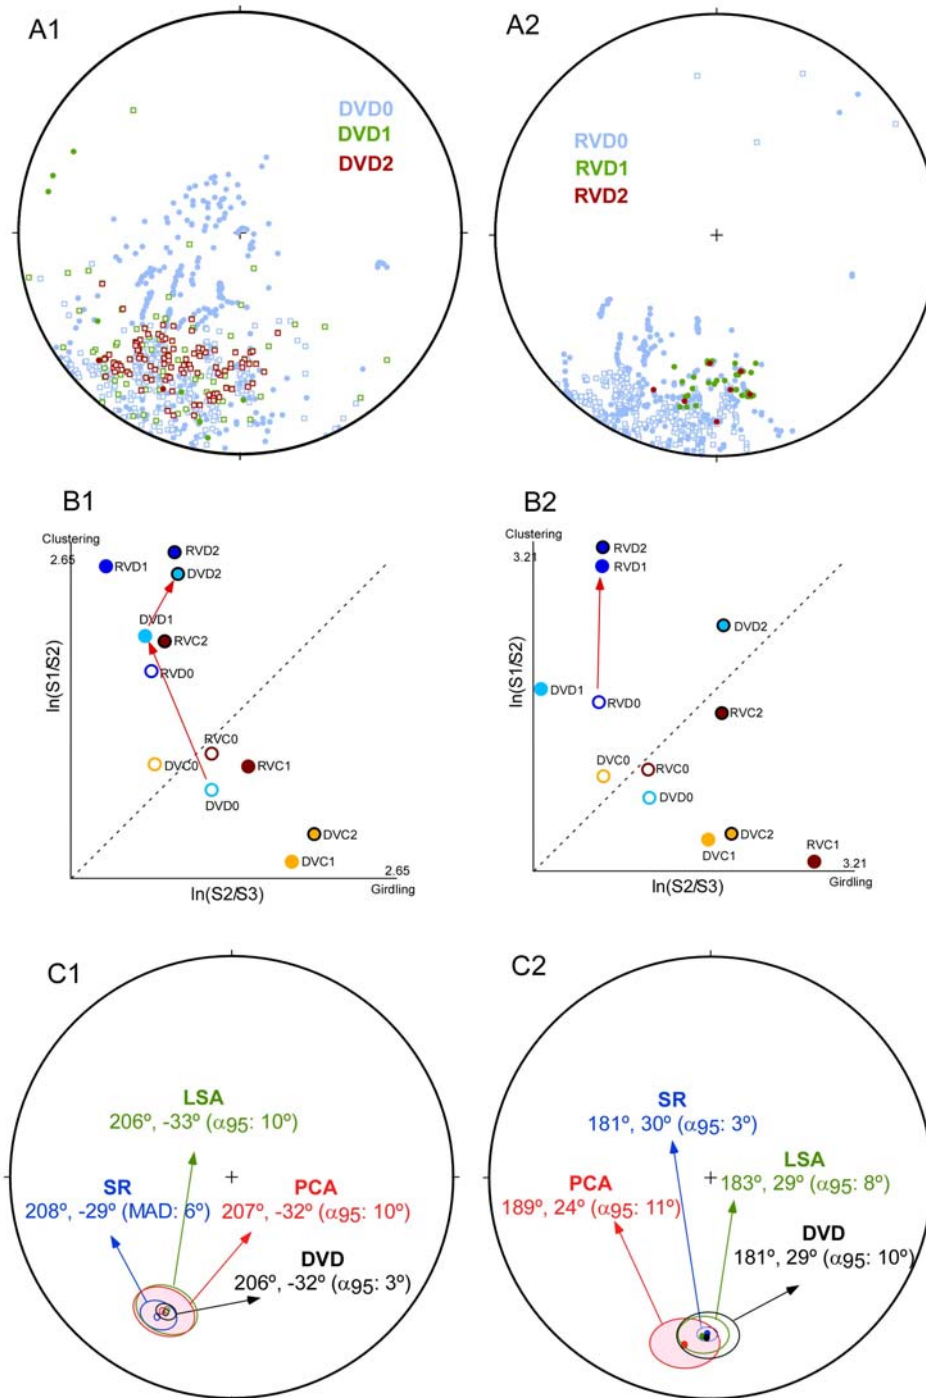 A1
A2
DVD0
DVD1
DVD2
RVD0
RVD1
RVD2
B1
B2
Clustering
2.65
RVD2
RVD1
DVD2
DVD1
RVC2
RVD0
ln(S1/S2)
RVC0
DVC0
RVC1
DVD0
DVC2
DVC1
2.65
ln(S2/S3)
Girdling
Clustering
3.21
RVD2
RVD1
DVD2
ln(S1/S2)
DVD1
RVD0
RVC2
DVC0
RVC0
DVD0
DVC2
DVC1
RVC1
3.21
ln(S2/S3)
Girdling
C1
C2
LSA
206º, -33º (α95: 10º)
SR
208º, -29º (MAD: 6º)
PCA
207º, -32º (α95: 10º)
DVD
206º, -32º (α95: 3º)
SR
181º, 30º (α95: 3º)
LSA
183º, 29º (α95: 8º)
PCA
189º, 24º (α95: 11º)
DVD
181º, 29º (α95: 10º)